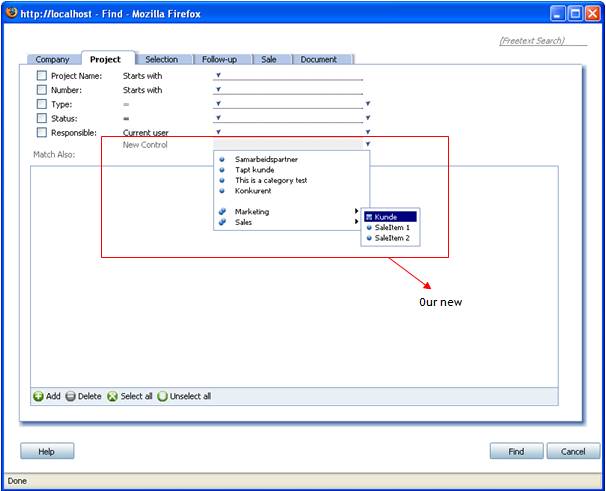 http://localhost - Find - Mozilla Firefox
(Freetext Search)
Company Project Selection Follow-up Sale Document
Project Name: Starts with
Number: Starts with
Type: =
Status: =
Responsible: Current user
New Control
Match Also:
Samarbeidspartner
Tapt kunde
This is a category test
Konkurent
Marketing
Sales
Kunde
SaleItem 1
SaleItem 2
0ur new
Add Delete Select all Unselect all
Help Find Cancel
Done